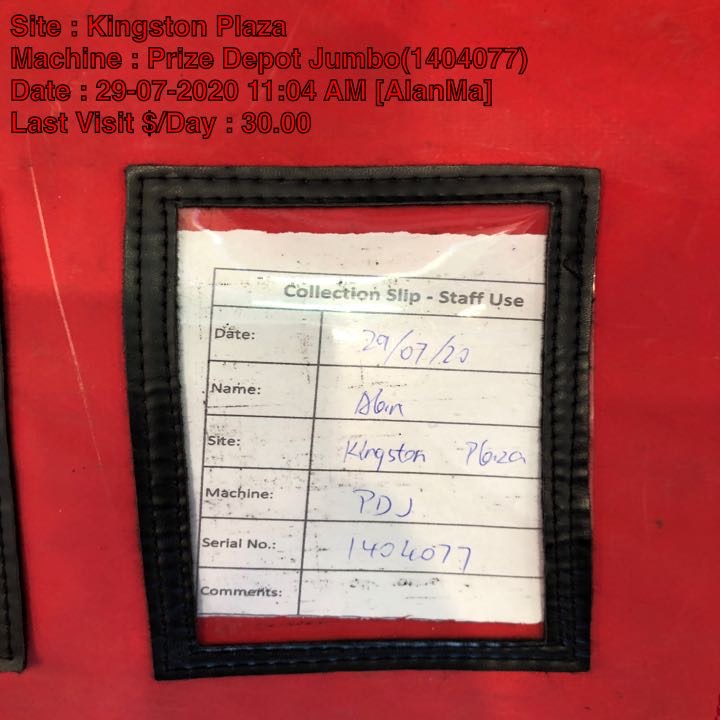 Site : Kingston Plaza
Machine : Prize Depot Jumbo(1404077)
Date : 29-07-2020 11:04 AM [AlanMa]
Last Visit $/Day : 30.00
Collection Slip - Staff Use
Date: 29/07/20
Name: Alan
Site: Kingston Plaza
Machine: PDJ
Serial No.: 1404077
Comments: